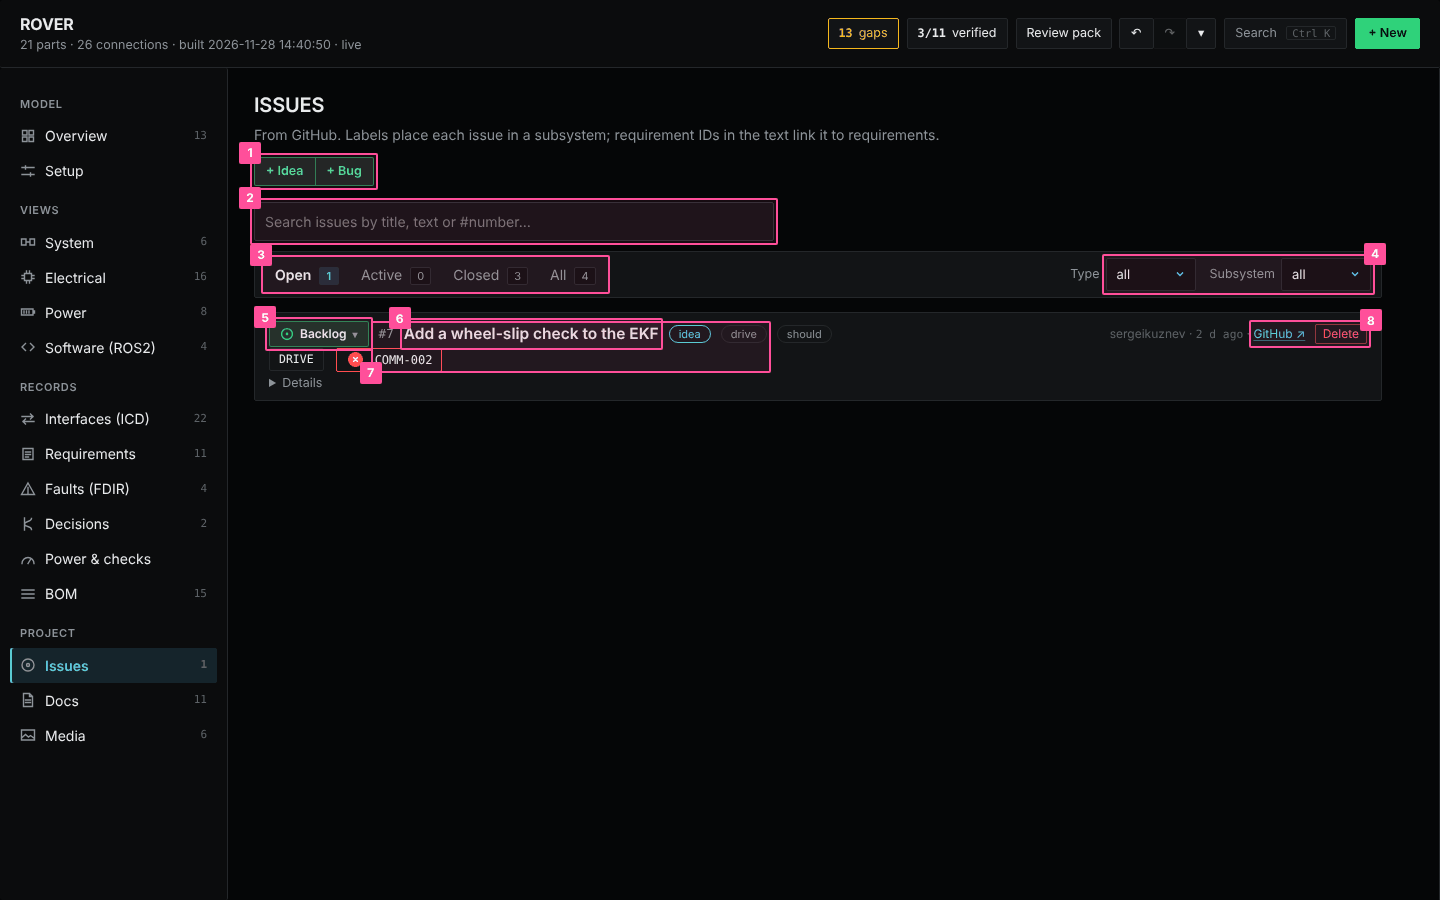 ROVER
21 parts · 26 connections · built 2026-11-28 14:40:50 · live
13 gaps
3/11 verified
Review pack
Search Ctrl K
+ New
MODEL
Overview 13
Setup
VIEWS
System 6
Electrical 16
Power 8
Software (ROS2) 4
RECORDS
Interfaces (ICD) 22
Requirements 11
Faults (FDIR) 4
Decisions 2
Power & checks
BOM 15
PROJECT
Issues 1
Docs 11
Media 6
ISSUES
From GitHub. Labels place each issue in a subsystem; requirement IDs in the text link it to requirements.
1
+ Idea + Bug
2
Search issues by title, text or #number...
3
Open 1 Active 0 Closed 3 All 4
Type all Subsystem all
4
5
Backlog #7 Add a wheel-slip check to the EKF idea drive should
6
sergeikuznev · 2 d ago · GitHub ↗ Delete
8
DRIVE COMM-002
7
Details